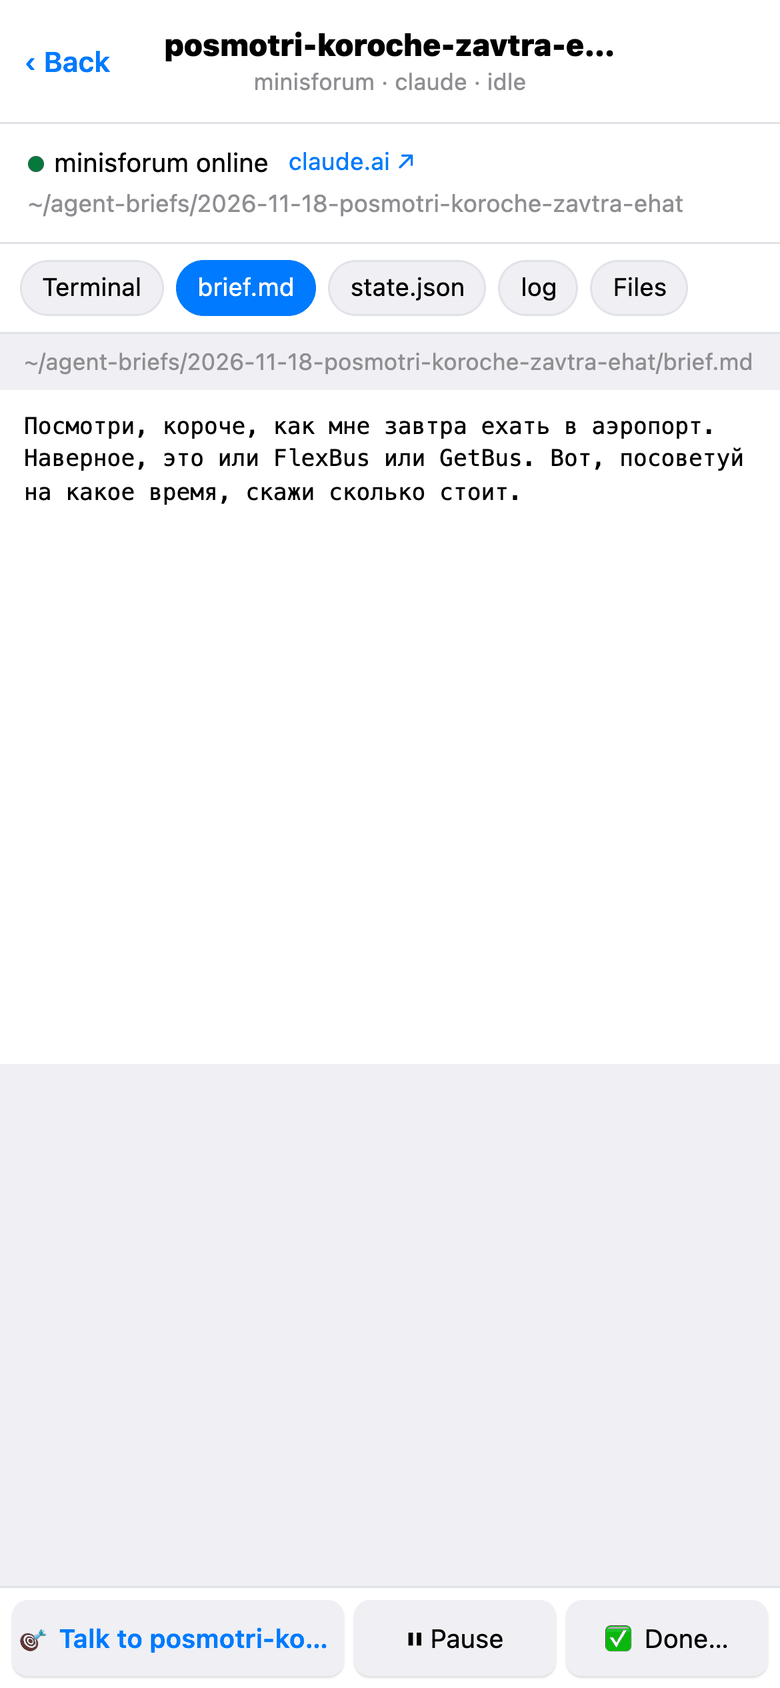 ‹ Back
posmotri-koroche-zavtra-e...
minisforum · claude · idle
minisforum online claude.ai ↗
~/agent-briefs/2026-11-18-posmotri-koroche-zavtra-ehat
Terminal brief.md state.json log Files
~/agent-briefs/2026-11-18-posmotri-koroche-zavtra-ehat/brief.md
Посмотри, короче, как мне завтра ехать в аэропорт.
Наверное, это или FlexBus или GetBus. Вот, посоветуй
на какое время, скажи сколько стоит.
🎯 Talk to posmotri-ko... ⏸ Pause ✅ Done...